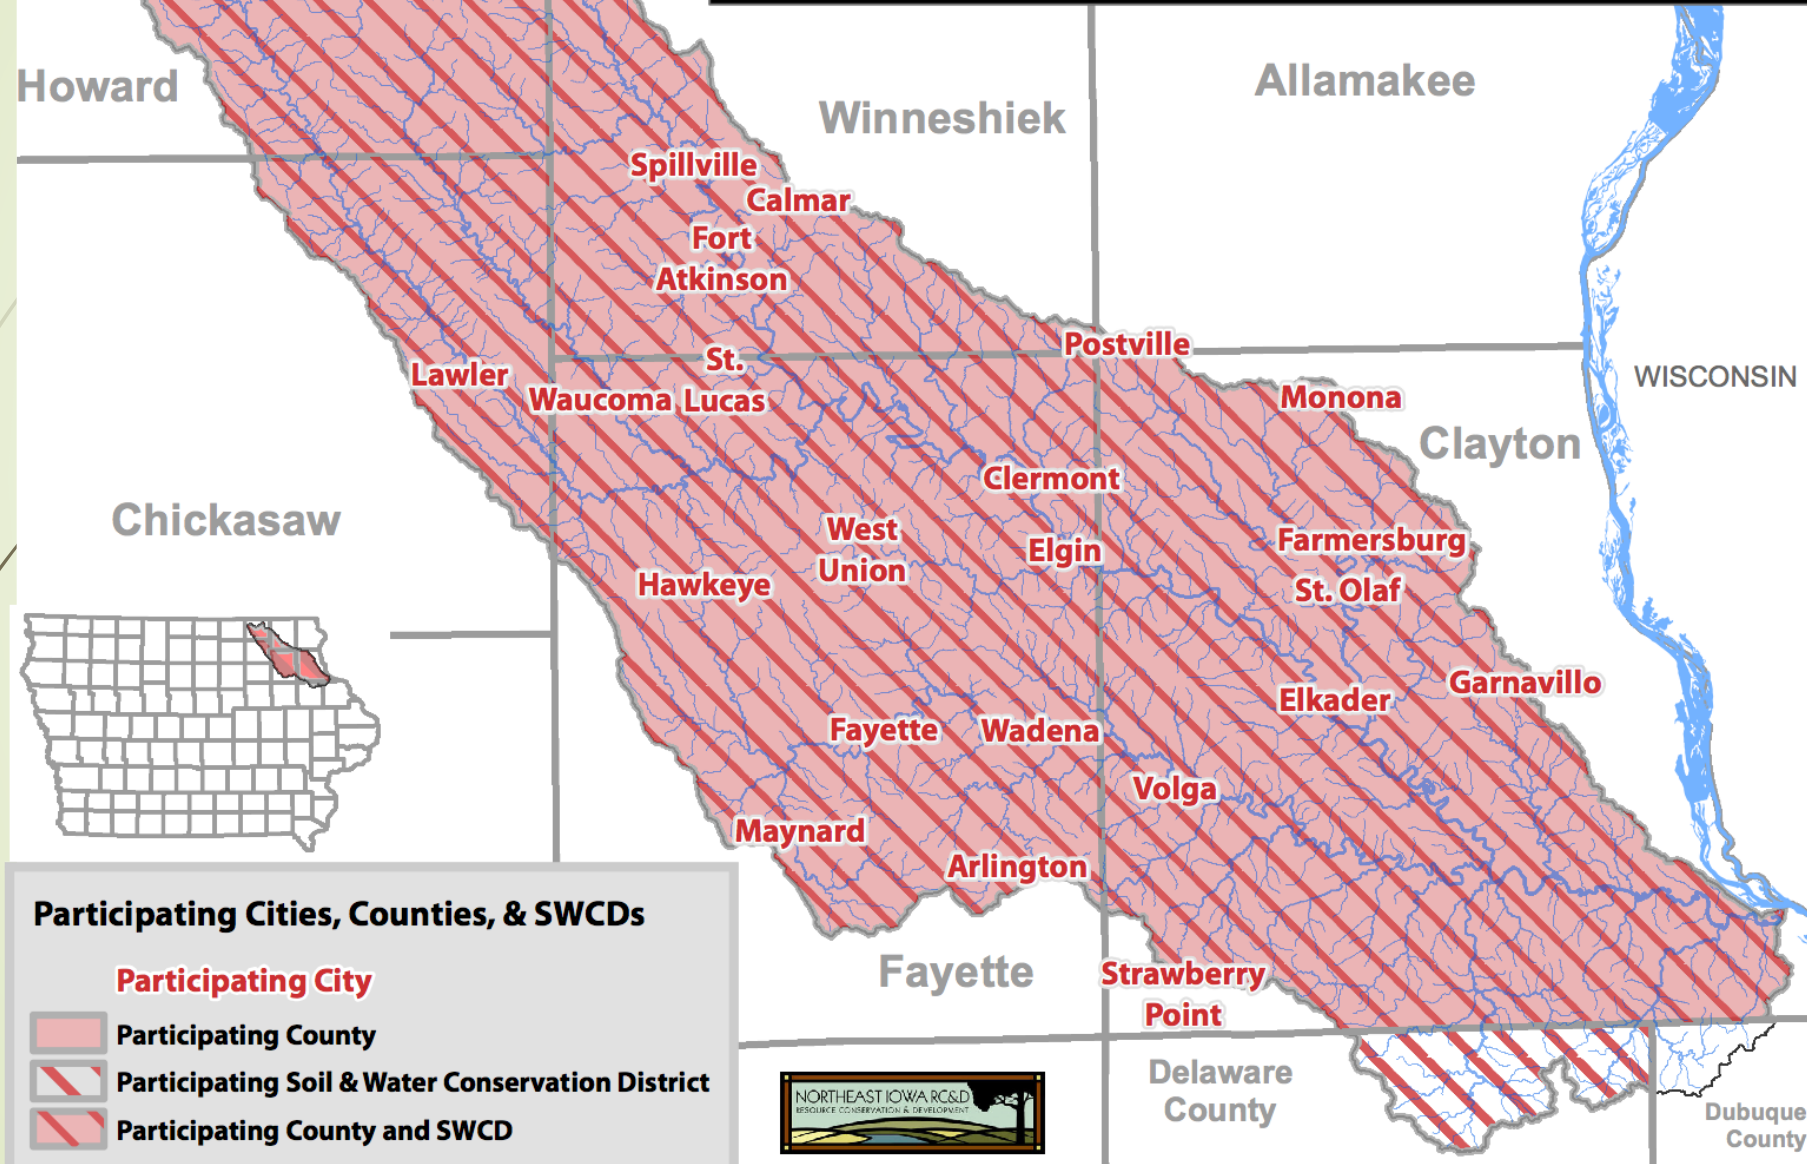 Howard
Winneshiek
Allamakee
Spillville
Calmar
Fort
Atkinson
Postville
St.
Lucas
Lawler
Waucoma
Monona
WISCONSIN
Clayton
Clermont
Chickasaw
West
Union
Elgin
Farmersburg
Hawkeye
St. Olaf
Garnavillo
Elkader
Fayette
Wadena
Volga
Maynard
Arlington
Fayette
Strawberry
Point
Delaware
County
Dubuque
County
Participating Cities, Counties, & SWCDs
Participating City
Participating County
Participating Soil & Water Conservation District
Participating County and SWCD
NORTHEAST IOWA RC&D
RESOURCE CONSERVATION & DEVELOPMENT